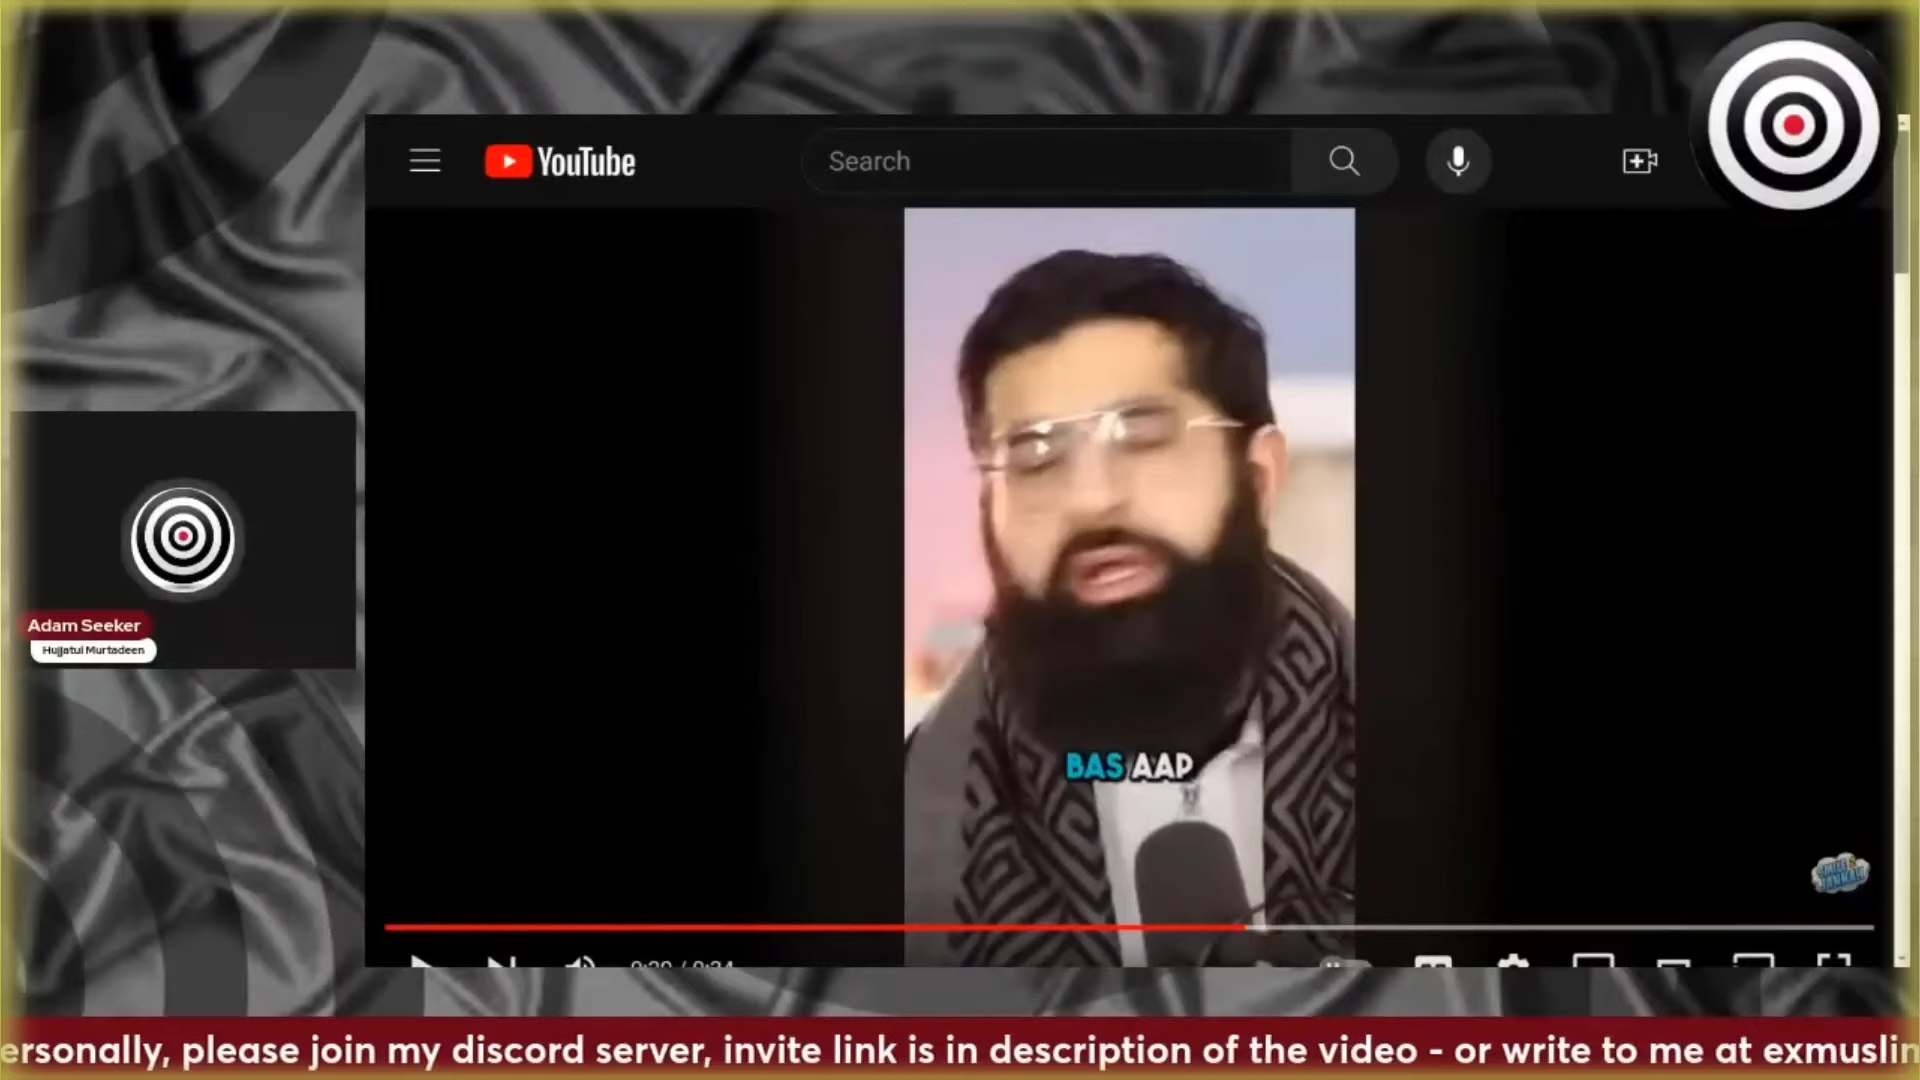 YouTube
Search
Adam Seeker
Hujjatul Murtadeen
BAS AAP
ersonally, please join my discord server, invite link is in description of the video - or write to me at exmuslin